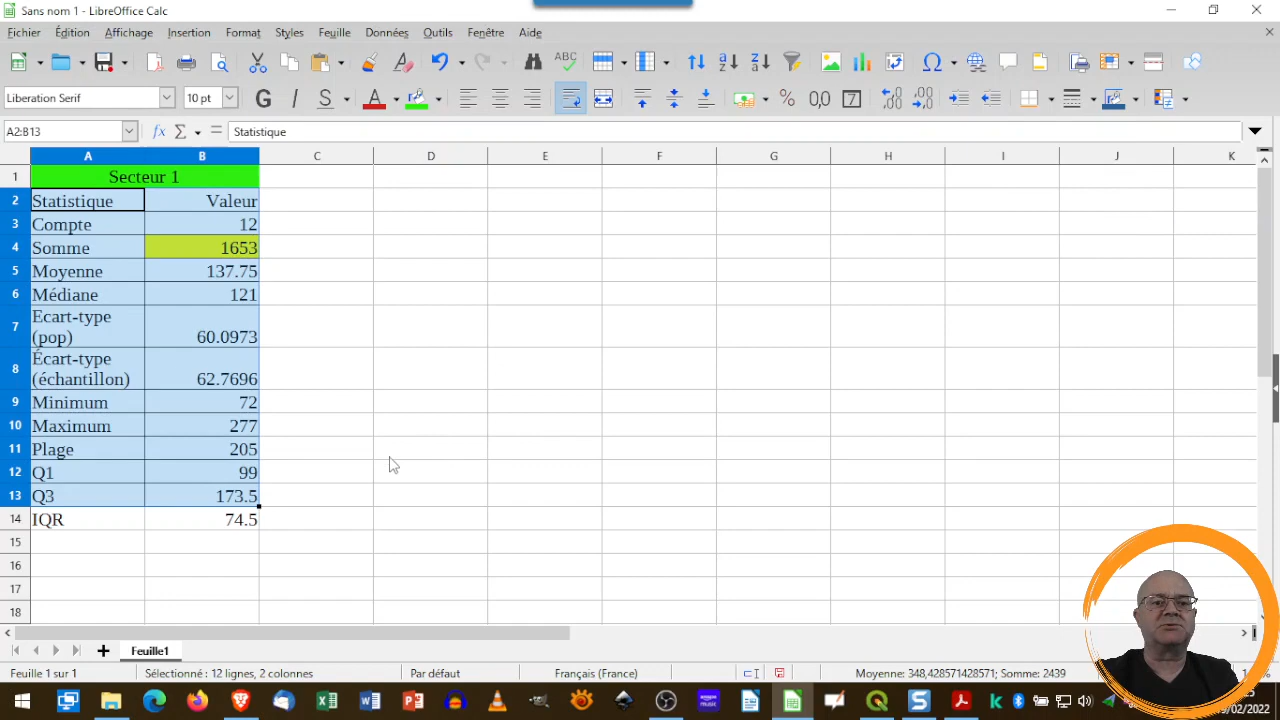 Sans nom 1 - LibreOffice Calc
Fichier Édition Affichage Insertion Format Styles Feuille Données Outils Fenêtre Aide
Liberation Serif 10 pt
A2:B13 Statistique
A B C D E F G H I J K
1 Secteur 1
2 Statistique Valeur
3 Compte 12
4 Somme 1653
5 Moyenne 137.75
6 Médiane 121
Ecart-type
7 (pop) 60.0973
Écart-type
8 (échantillon) 62.7696
9 Minimum 72
10 Maximum 277
11 Plage 205
12 Q1 99
13 Q3 173.5
14 IQR 74.5
15
16
17
18
Feuille1
Feuille 1 sur 1 Sélectionné : 12 lignes, 2 colonnes Par défaut Français (France) Moyenne: 348,428571428571; Somme: 2439
/02/2022